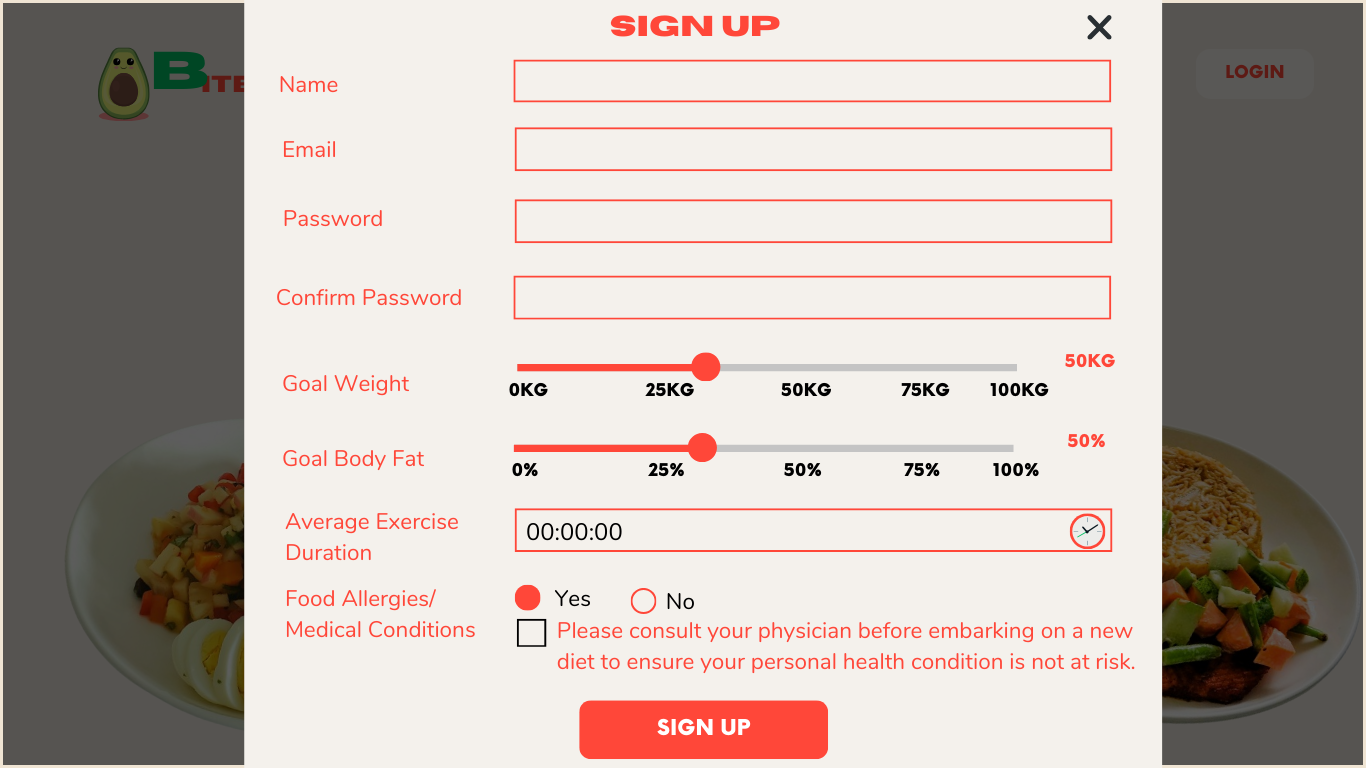 SIGN UP
BITE
LOGIN
Name
Email
Password
Confirm Password
Goal Weight
50KG
0KG 25KG 50KG 75KG 100KG
Goal Body Fat
50%
0% 25% 50% 75% 100%
Average Exercise
Duration
00:00:00
Food Allergies/
Medical Conditions
Yes No
Please consult your physician before embarking on a new
diet to ensure your personal health condition is not at risk.
SIGN UP